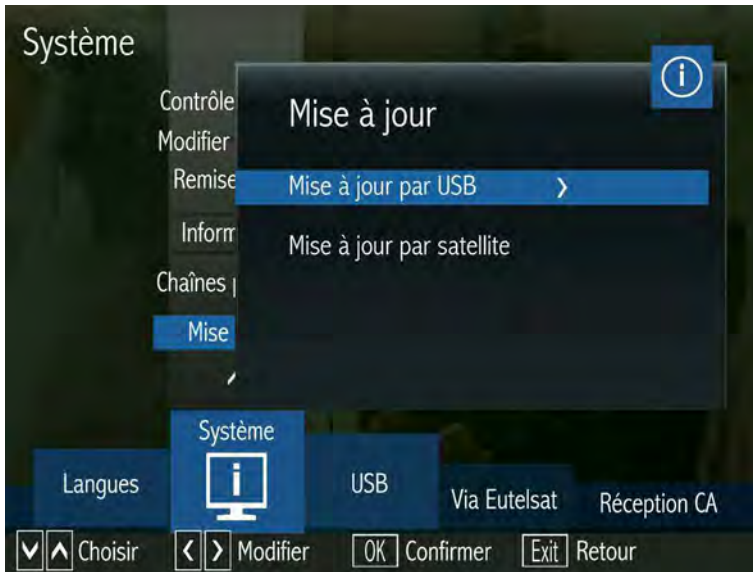 Système
Contrôle
Modifier
Remise
Inform
Chaînes
Mise
Mise à jour
Mise à jour par USB
Mise à jour par satellite
Langues
Système
USB
Via Eutelsat
Réception CA
Choisir Modifier OK Confirmer Exit Retour